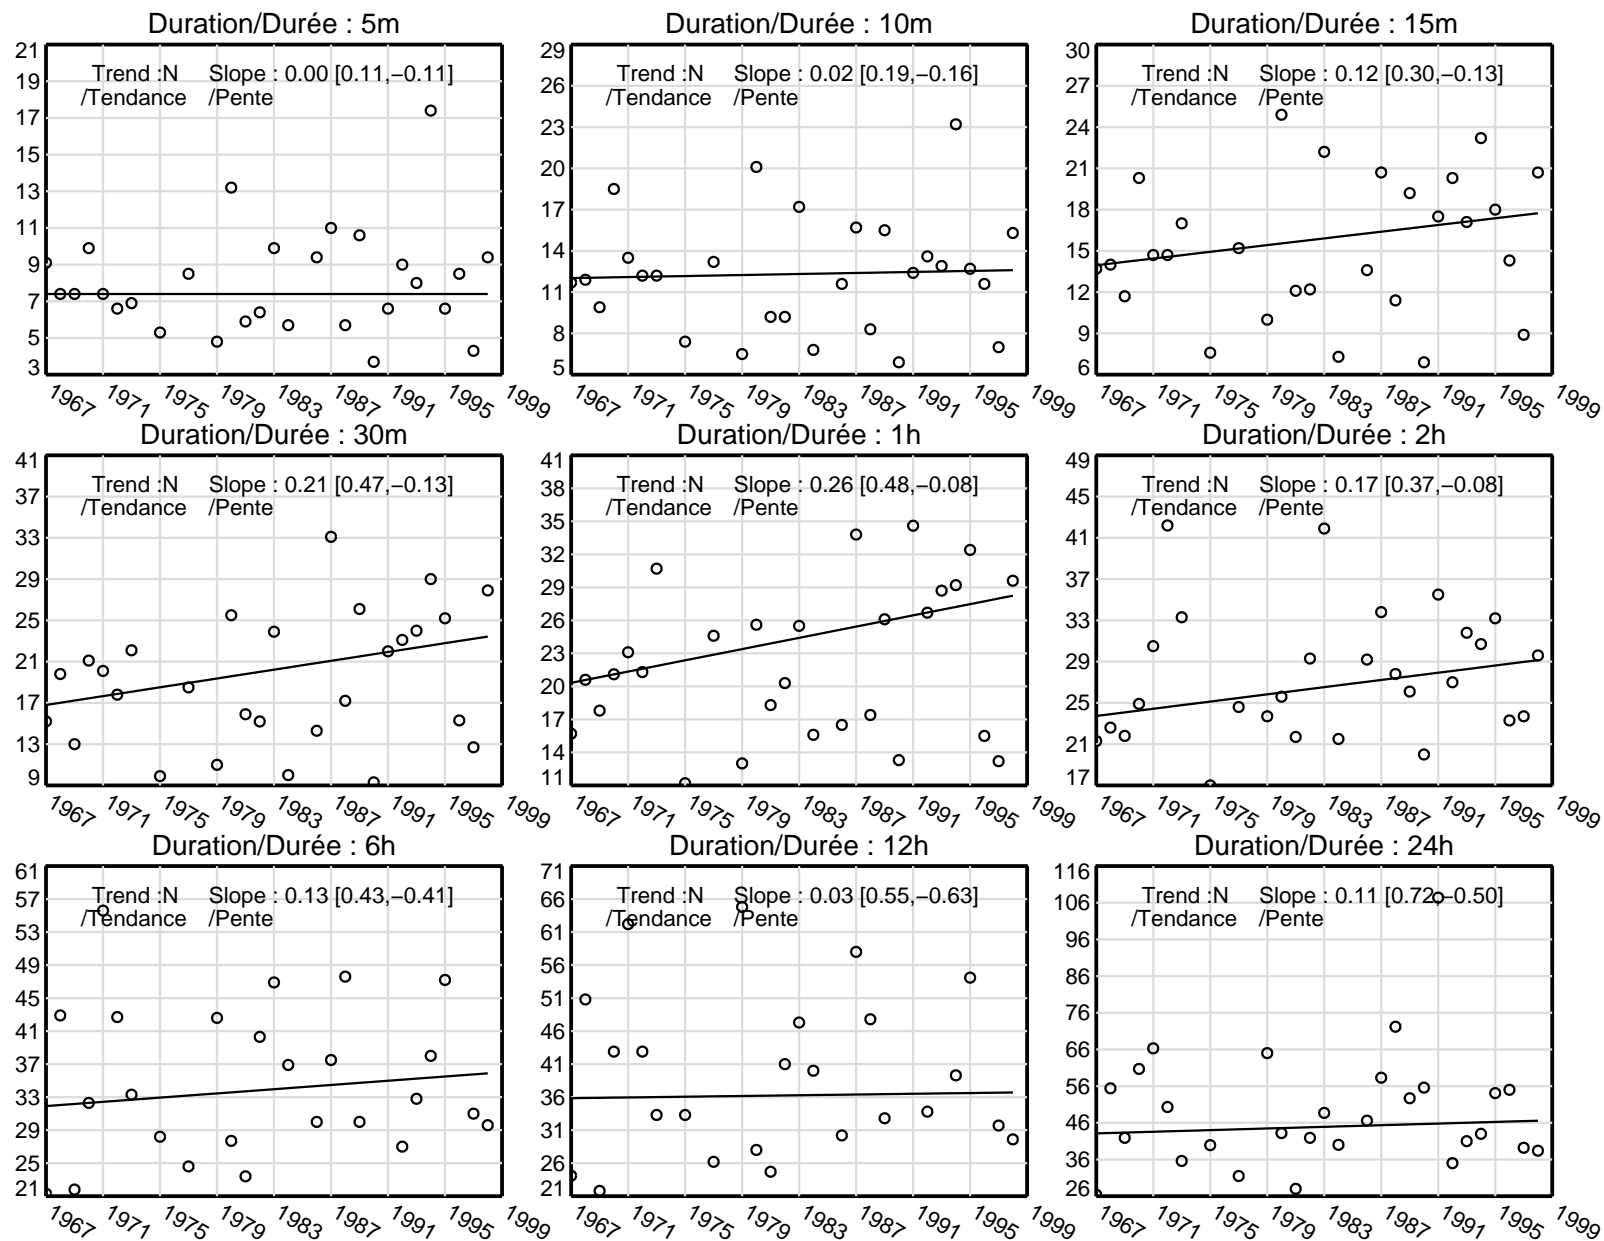 Duration/Durée : 5m
21
19
17
15
13
11
9
7
5
3
Trend :N Slope : 0.00 [0.11,−0.11]
/Tendance /Pente
1967 1971 1975 1979 1983 1987 1991 1995 1999
Duration/Durée : 10m
29
26
23
20
17
14
11
8
5
Trend :N Slope : 0.02 [0.19,−0.16]
/Tendance /Pente
1967 1971 1975 1979 1983 1987 1991 1995 1999
Duration/Durée : 15m
30
27
24
21
18
15
12
9
6
Trend :N Slope : 0.12 [0.30,−0.13]
/Tendance /Pente
1967 1971 1975 1979 1983 1987 1991 1995 1999
Duration/Durée : 30m
41
37
33
29
25
21
17
13
9
Trend :N Slope : 0.21 [0.47,−0.13]
/Tendance /Pente
1967 1971 1975 1979 1983 1987 1991 1995 1999
Duration/Durée : 1h
41
38
35
32
29
26
23
20
17
14
11
Trend :N Slope : 0.26 [0.48,−0.08]
/Tendance /Pente
1967 1971 1975 1979 1983 1987 1991 1995 1999
Duration/Durée : 2h
49
45
41
37
33
29
25
21
17
Trend :N Slope : 0.17 [0.37,−0.08]
/Tendance /Pente
1967 1971 1975 1979 1983 1987 1991 1995 1999
Duration/Durée : 6h
61
57
53
49
45
41
37
33
29
25
21
Trend :N Slope : 0.13 [0.43,−0.41]
/Tendance /Pente
1967 1971 1975 1979 1983 1987 1991 1995 1999
Duration/Durée : 12h
71
66
61
56
51
46
41
36
31
26
21
Trend :N Slope : 0.03 [0.55,−0.63]
/Tendance /Pente
1967 1971 1975 1979 1983 1987 1991 1995 1999
Duration/Durée : 24h
116
106
96
86
76
66
56
46
36
26
Trend :N Slope : 0.11 [0.72,−0.50]
/Tendance /Pente
1967 1971 1975 1979 1983 1987 1991 1995 1999